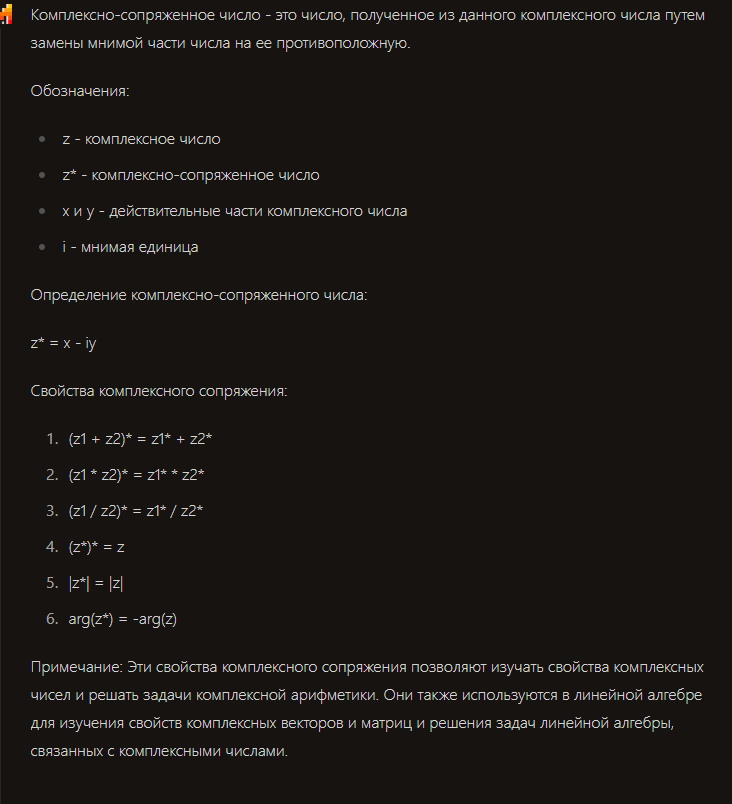 Комплексно-сопряженное число - это число, полученное из данного комплексного числа путем
замены мнимой части числа на ее противоположную.
Обозначения:
z - комплексное число
z* - комплексно-сопряженное число
x и y - действительные части комплексного числа
i - мнимая единица
Определение комплексно-сопряженного числа:
z* = x - iy
Свойства комплексного сопряжения:
1. (z1 + z2)* = z1* + z2*
2. (z1 * z2)* = z1* * z2*
3. (z1 / z2)* = z1* / z2*
4. (z*)* = z
5. |z*| = |z|
6. arg(z*) = -arg(z)
Примечание: Эти свойства комплексного сопряжения позволяют изучать свойства комплексных
чисел и решать задачи комплексной арифметики. Они также используются в линейной алгебре
для изучения свойств комплексных векторов и матриц и решения задач линейной алгебры,
связанных с комплексными числами.